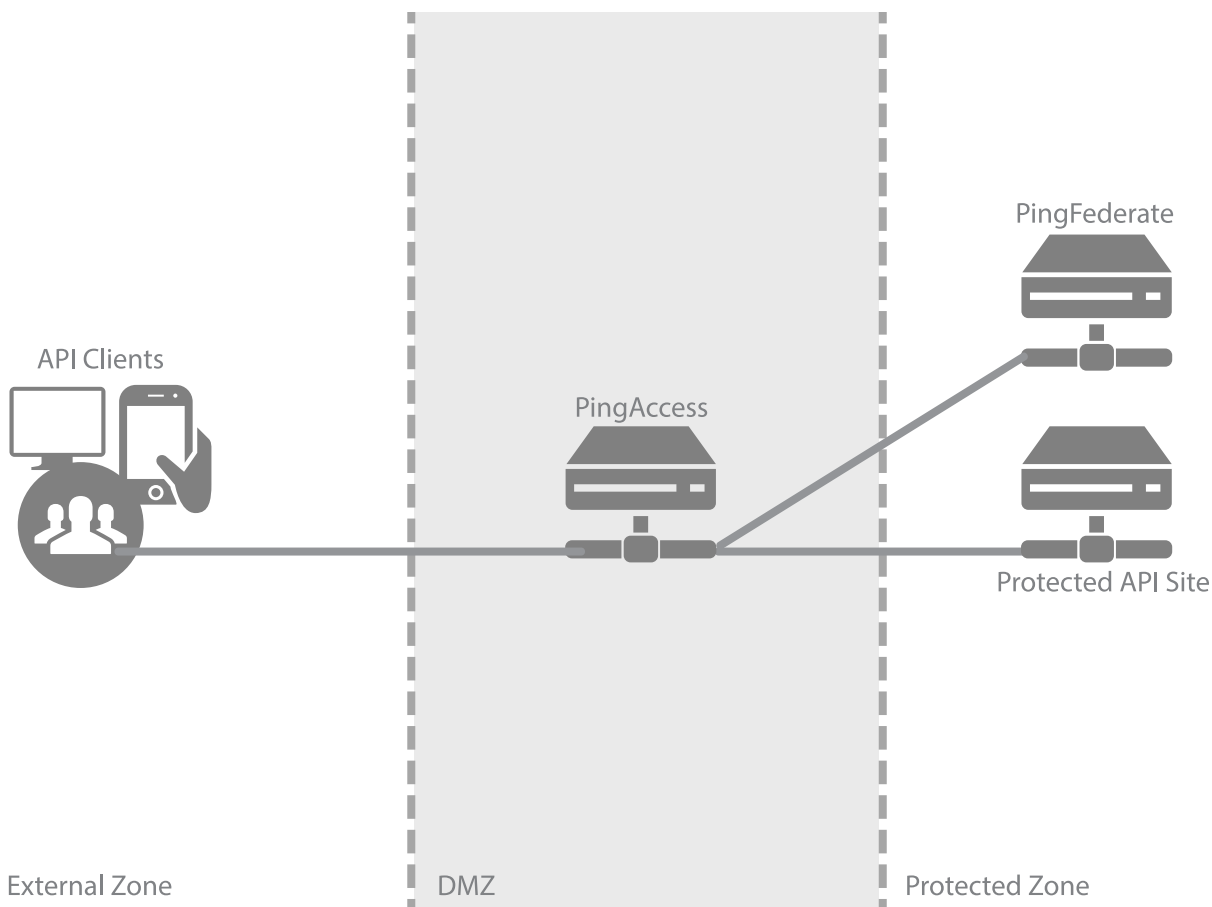 PingFederate
API Clients
PingAccess
Protected API Site
External Zone
DMZ
Protected Zone